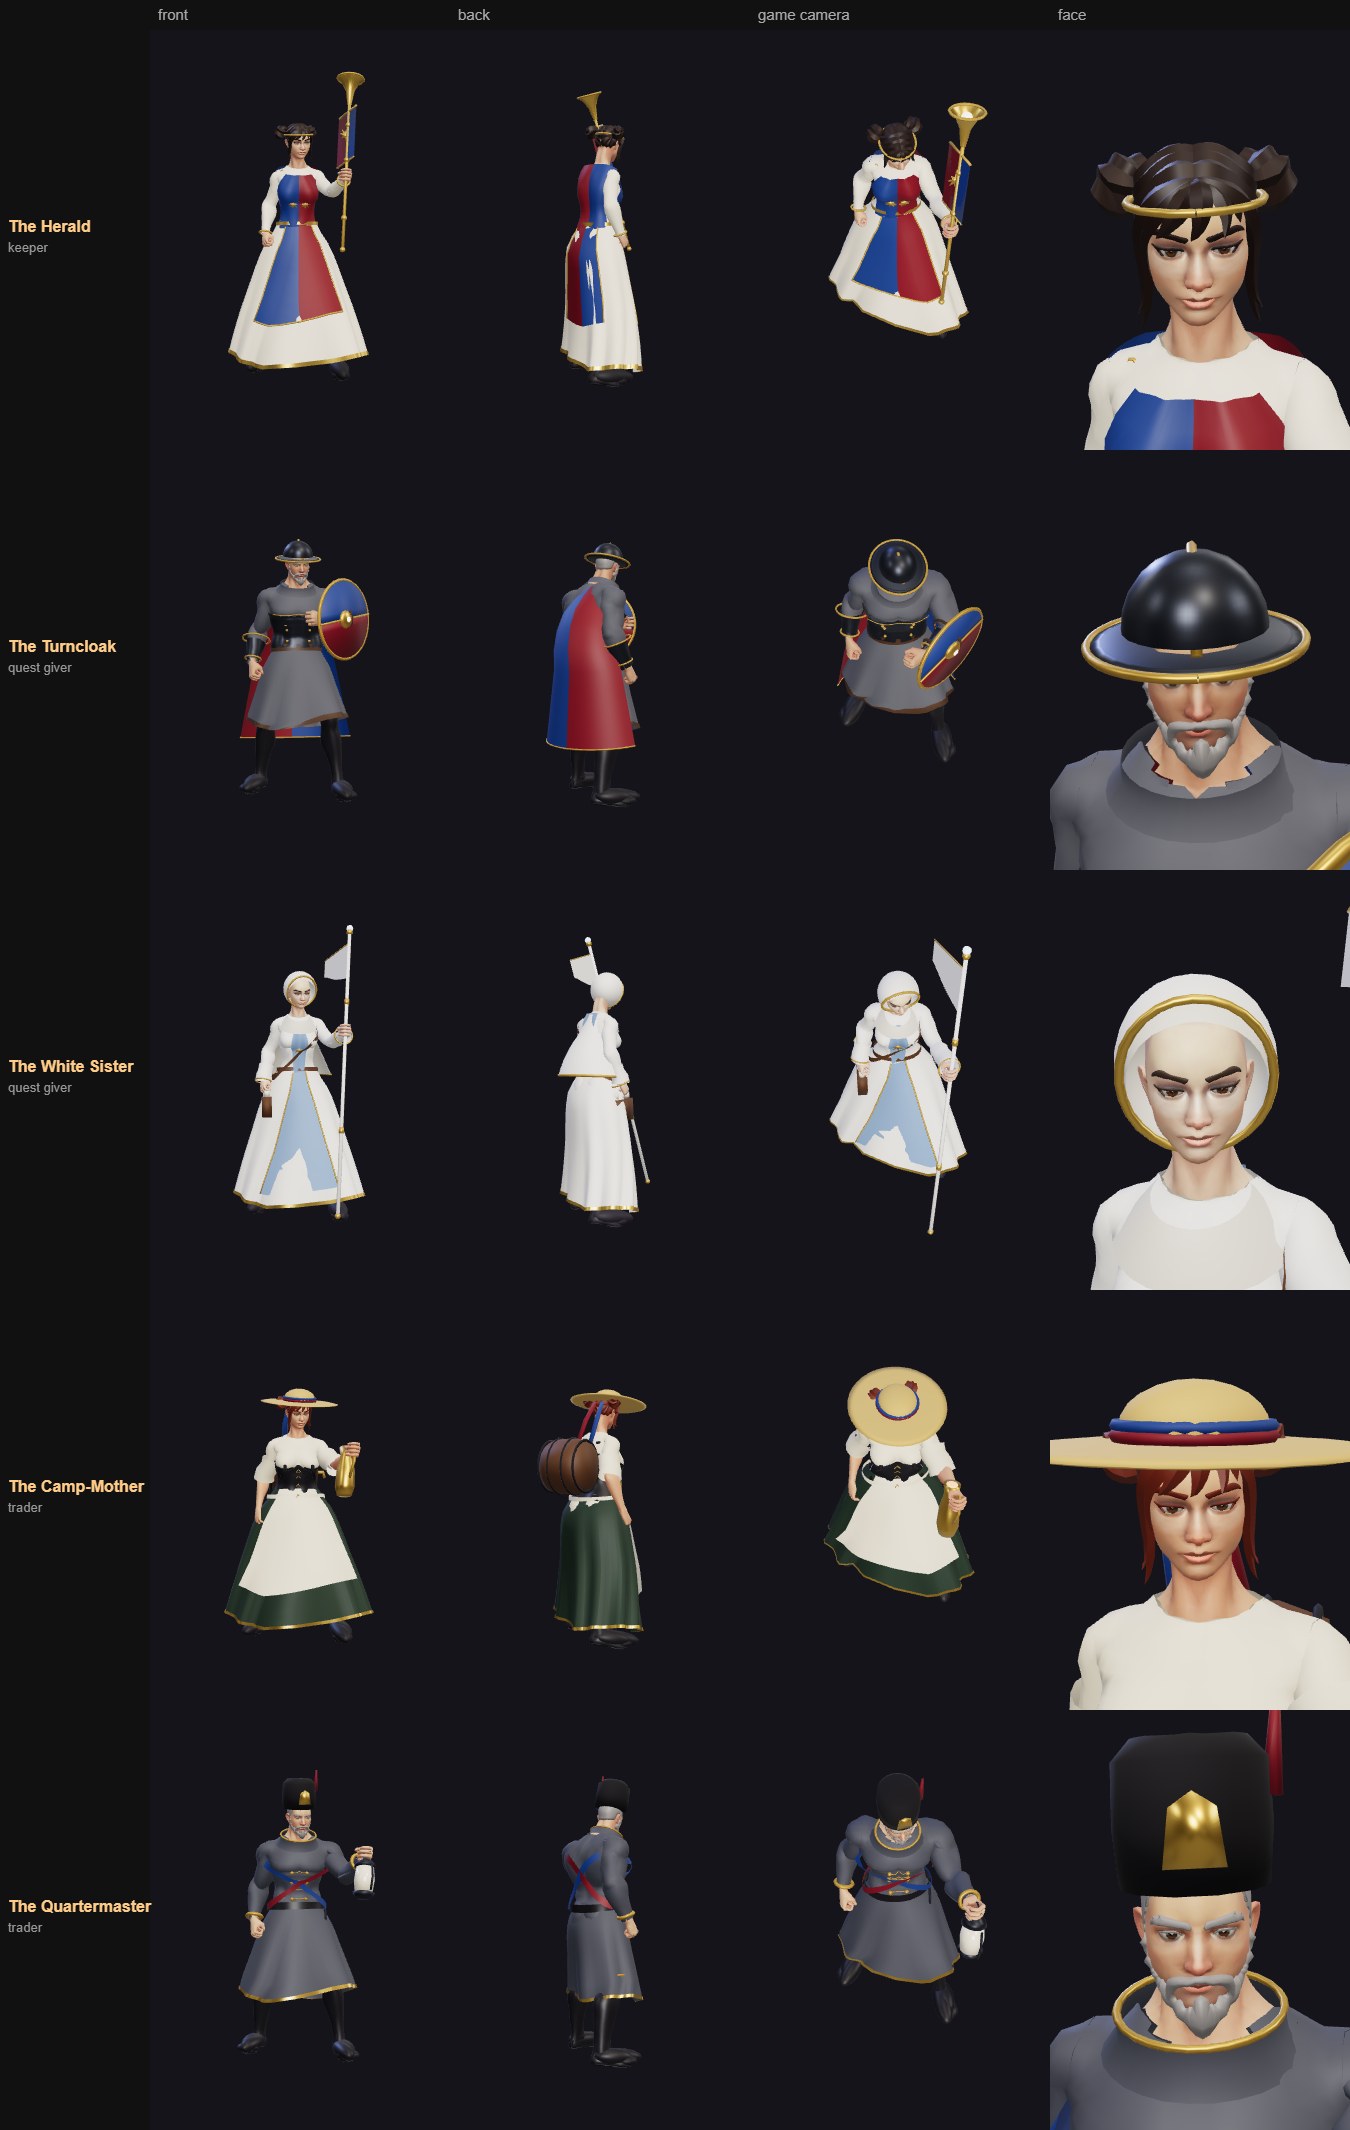 front back game camera face
The Herald
keeper
The Turncloak
quest giver
The White Sister
quest giver
The Camp-Mother
trader
The Quartermaster
trader